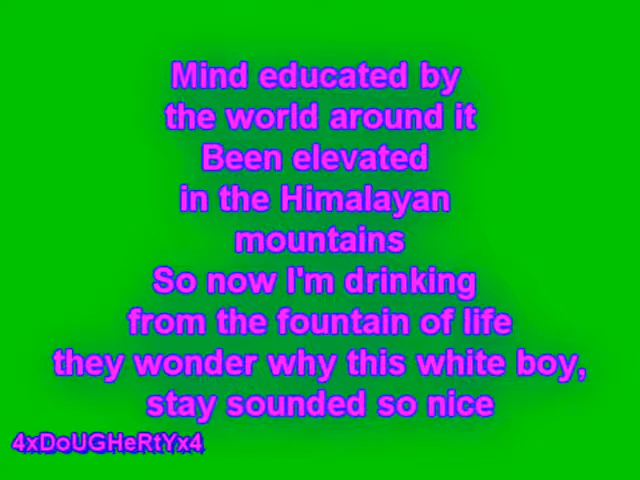 Mind educated by
the world around it
Been elevated
in the Himalayan
mountains
So now I'm drinking
from the fountain of life
they wonder why this white boy,
stay sounded so nice
4xDoUGHeRtYx4